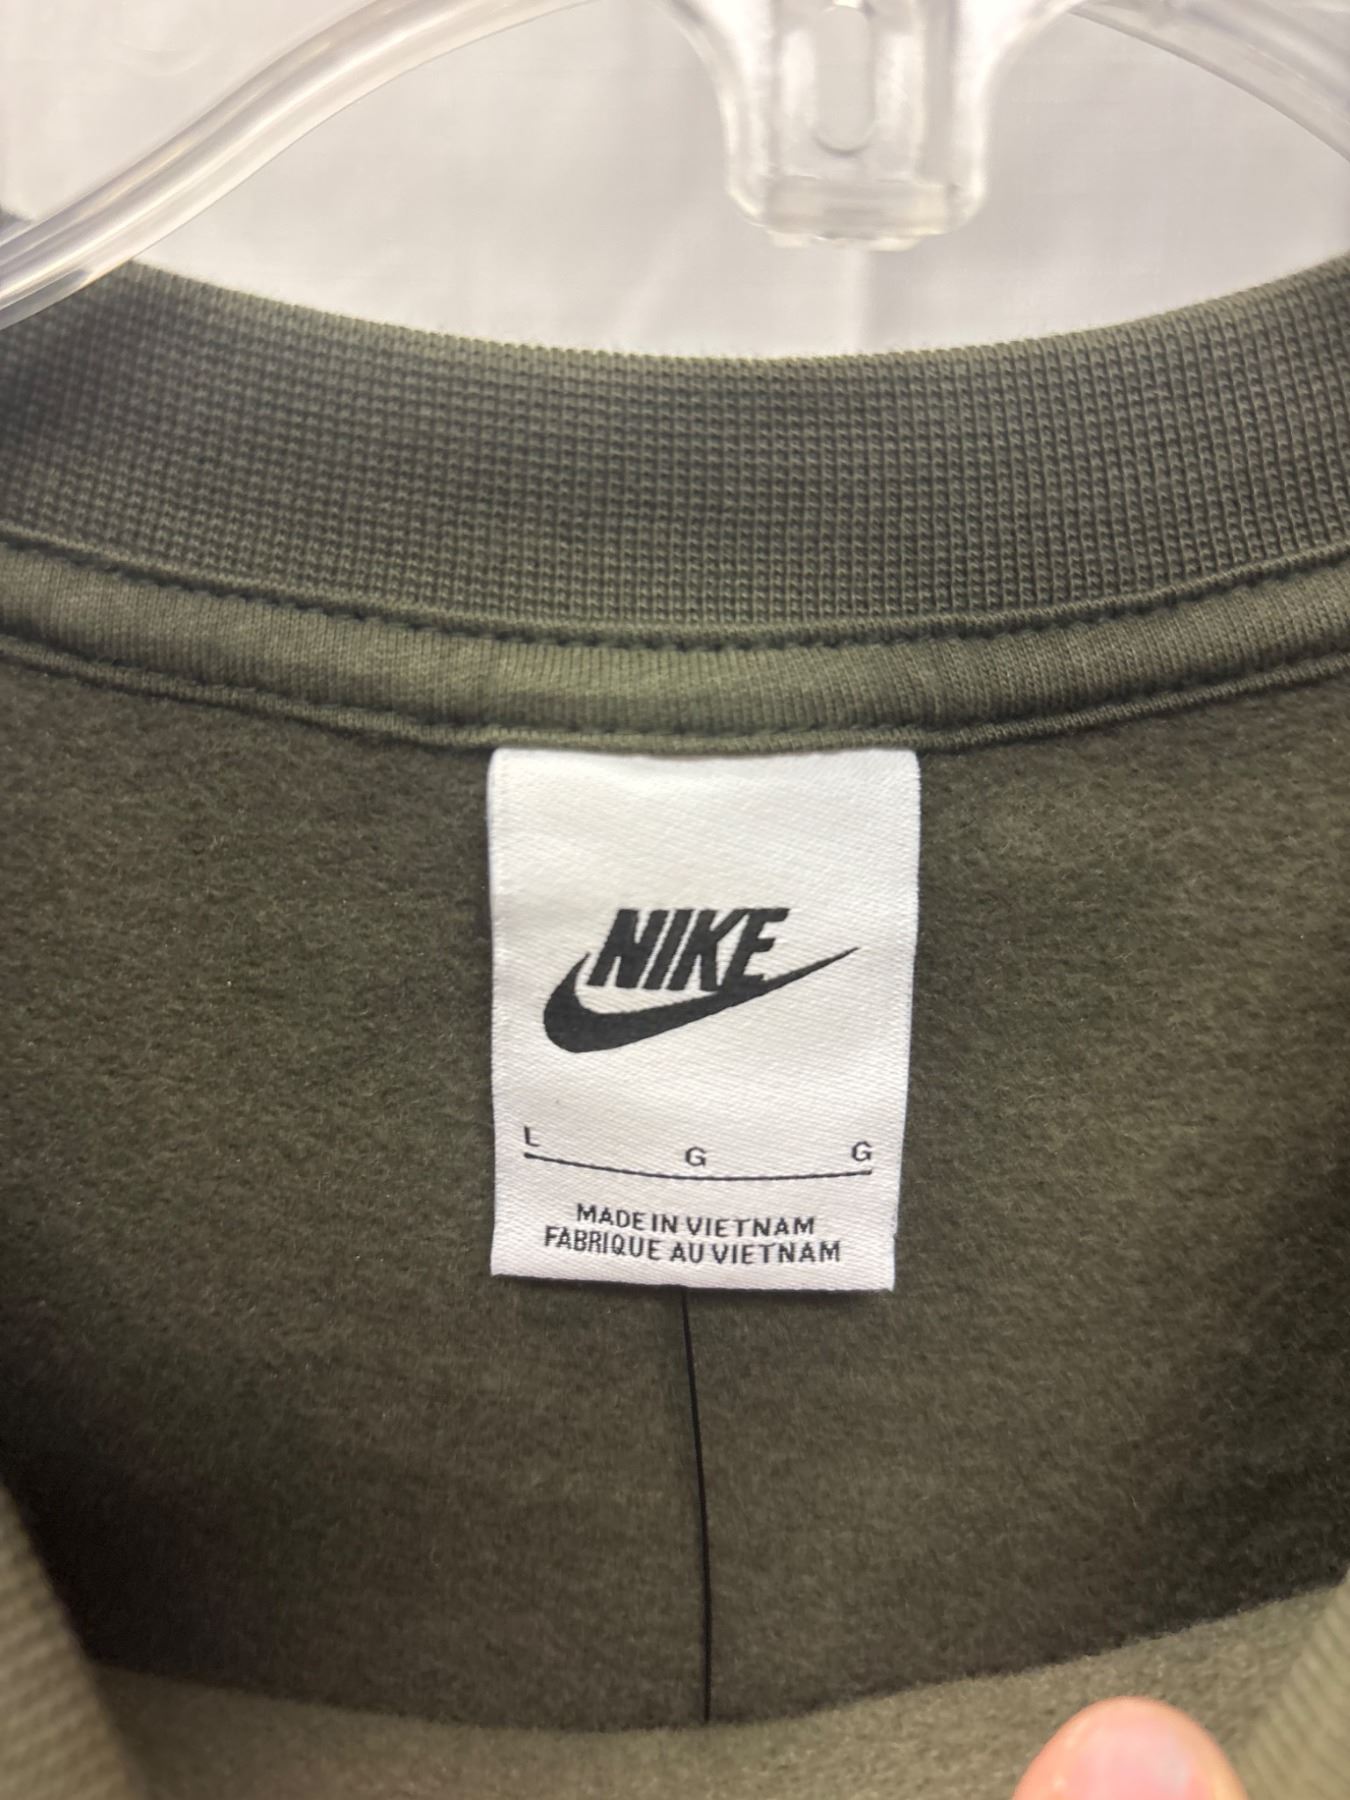 NIKE
L G G
MADE IN VIETNAM
FABRIQUE AU VIETNAM